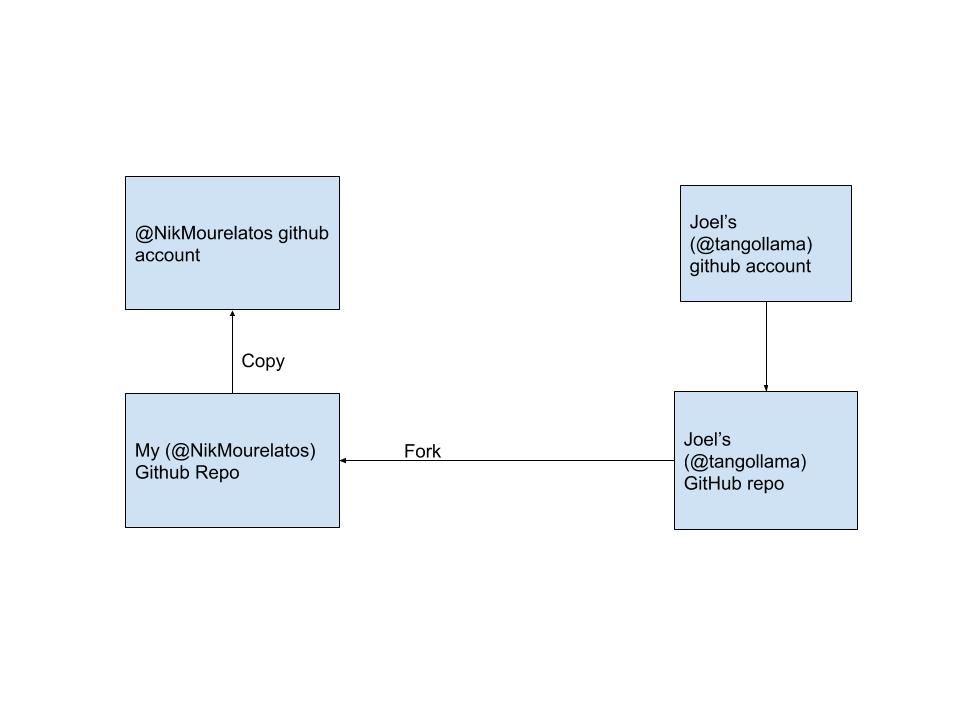 @NikMourelatos github
account
Joel’s
(@tangollama)
github account
Copy
My (@NikMourelatos)
Github Repo
Fork
Joel’s
(@tangollama)
GitHub repo